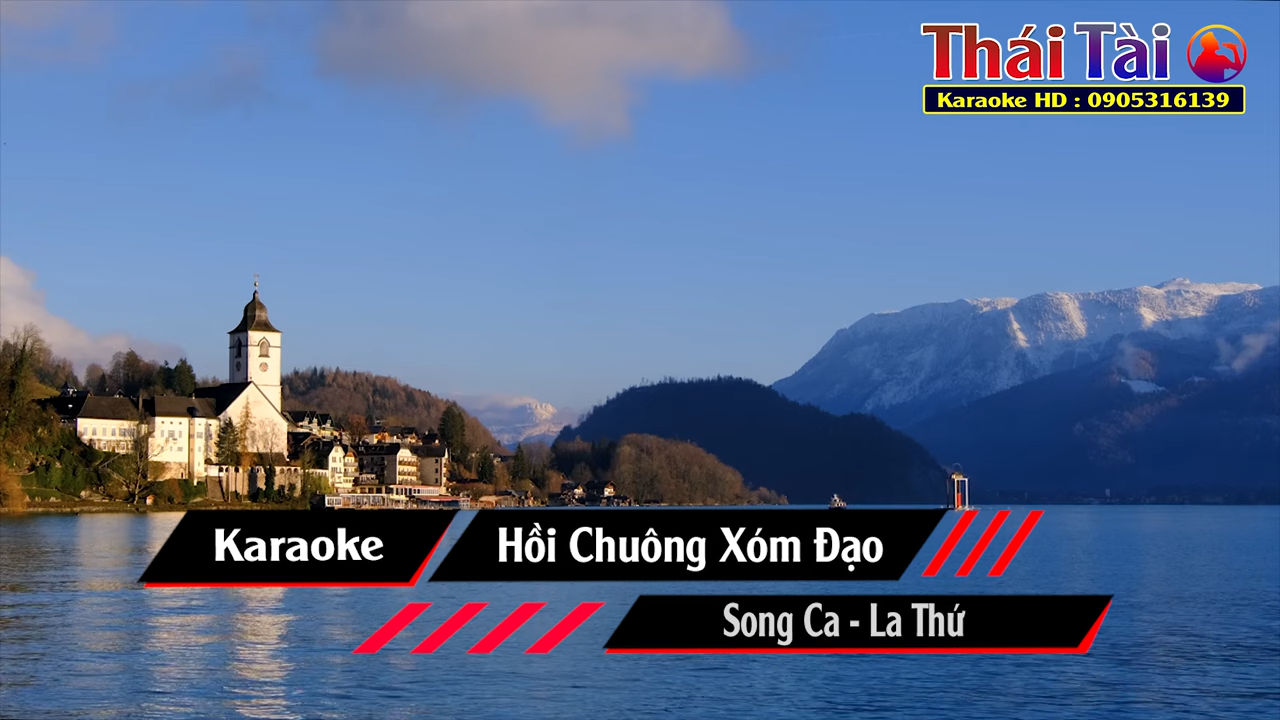 Thái Tài
Karaoke HD : 0905316139
Karaoke
Hồi Chuông Xóm Đạo
Song Ca - La Thứ